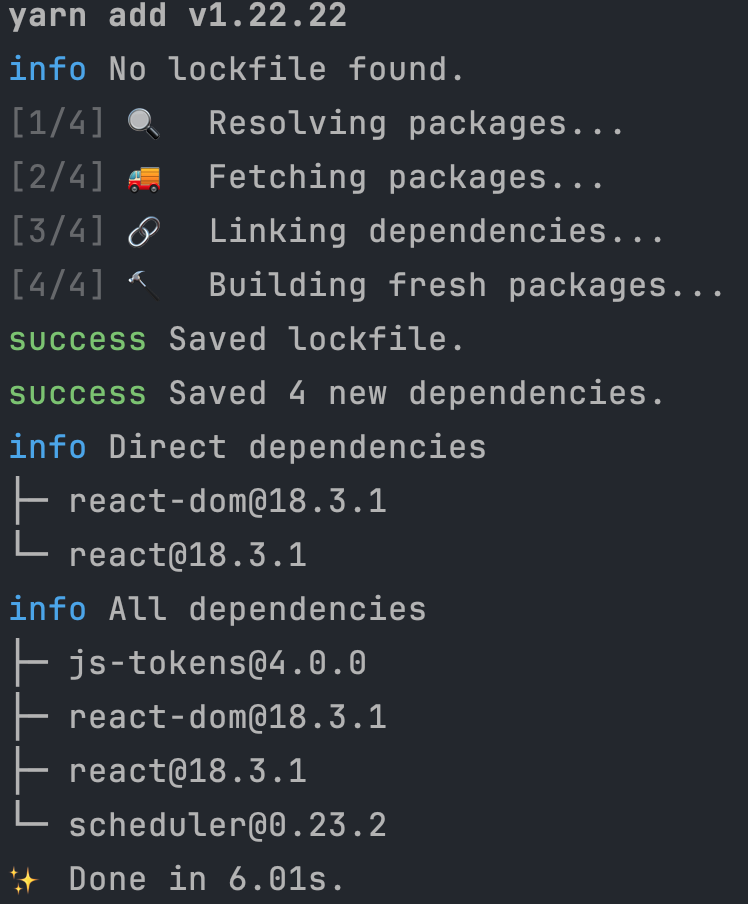 yarn add v1.22.22
info No lockfile found.
[1/4] 🔍  Resolving packages...
[2/4] 🚚  Fetching packages...
[3/4] 🔗  Linking dependencies...
[4/4] 🔨  Building fresh packages...
success Saved lockfile.
success Saved 4 new dependencies.
info Direct dependencies
├─ react-dom@18.3.1
└─ react@18.3.1
info All dependencies
├─ js-tokens@4.0.0
├─ react-dom@18.3.1
├─ react@18.3.1
└─ scheduler@0.23.2
✨  Done in 6.01s.